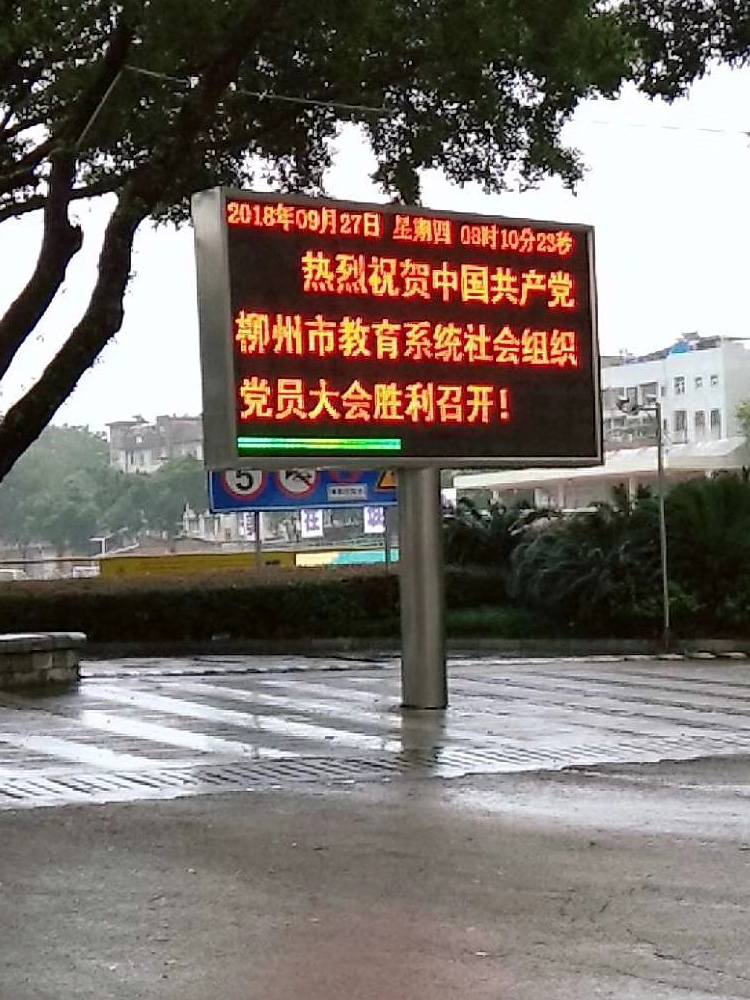 2018年09月27日 星期四 08时10分23秒
热烈祝贺中国共产党
柳州市教育系统社会组织
党员大会胜利召开！
5